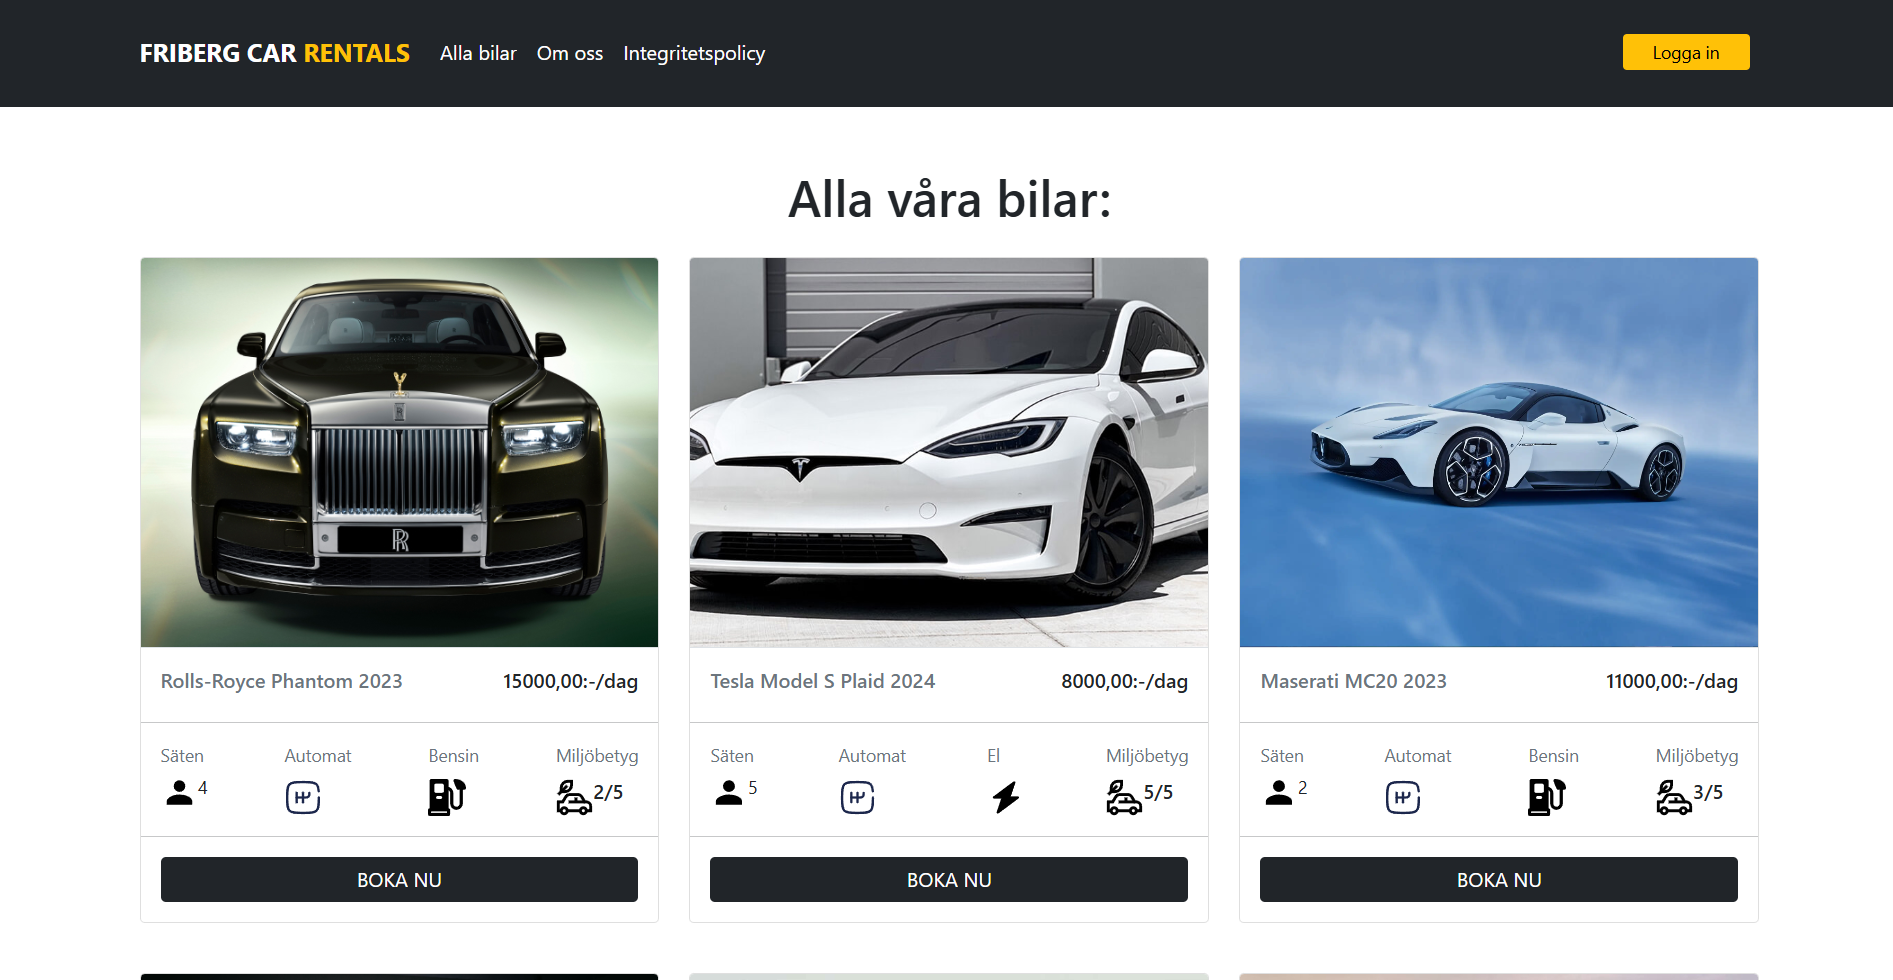 FRIBERG CAR RENTALS Alla bilar Om oss Integritetspolicy Logga in
Alla våra bilar:
Rolls-Royce Phantom 2023 15000,00:-/dag
Säten Automat Bensin Miljöbetyg
4 2/5
BOKA NU
Tesla Model S Plaid 2024 8000,00:-/dag
Säten Automat El Miljöbetyg
5 5/5
BOKA NU
Maserati MC20 2023 11000,00:-/dag
Säten Automat Bensin Miljöbetyg
2 3/5
BOKA NU